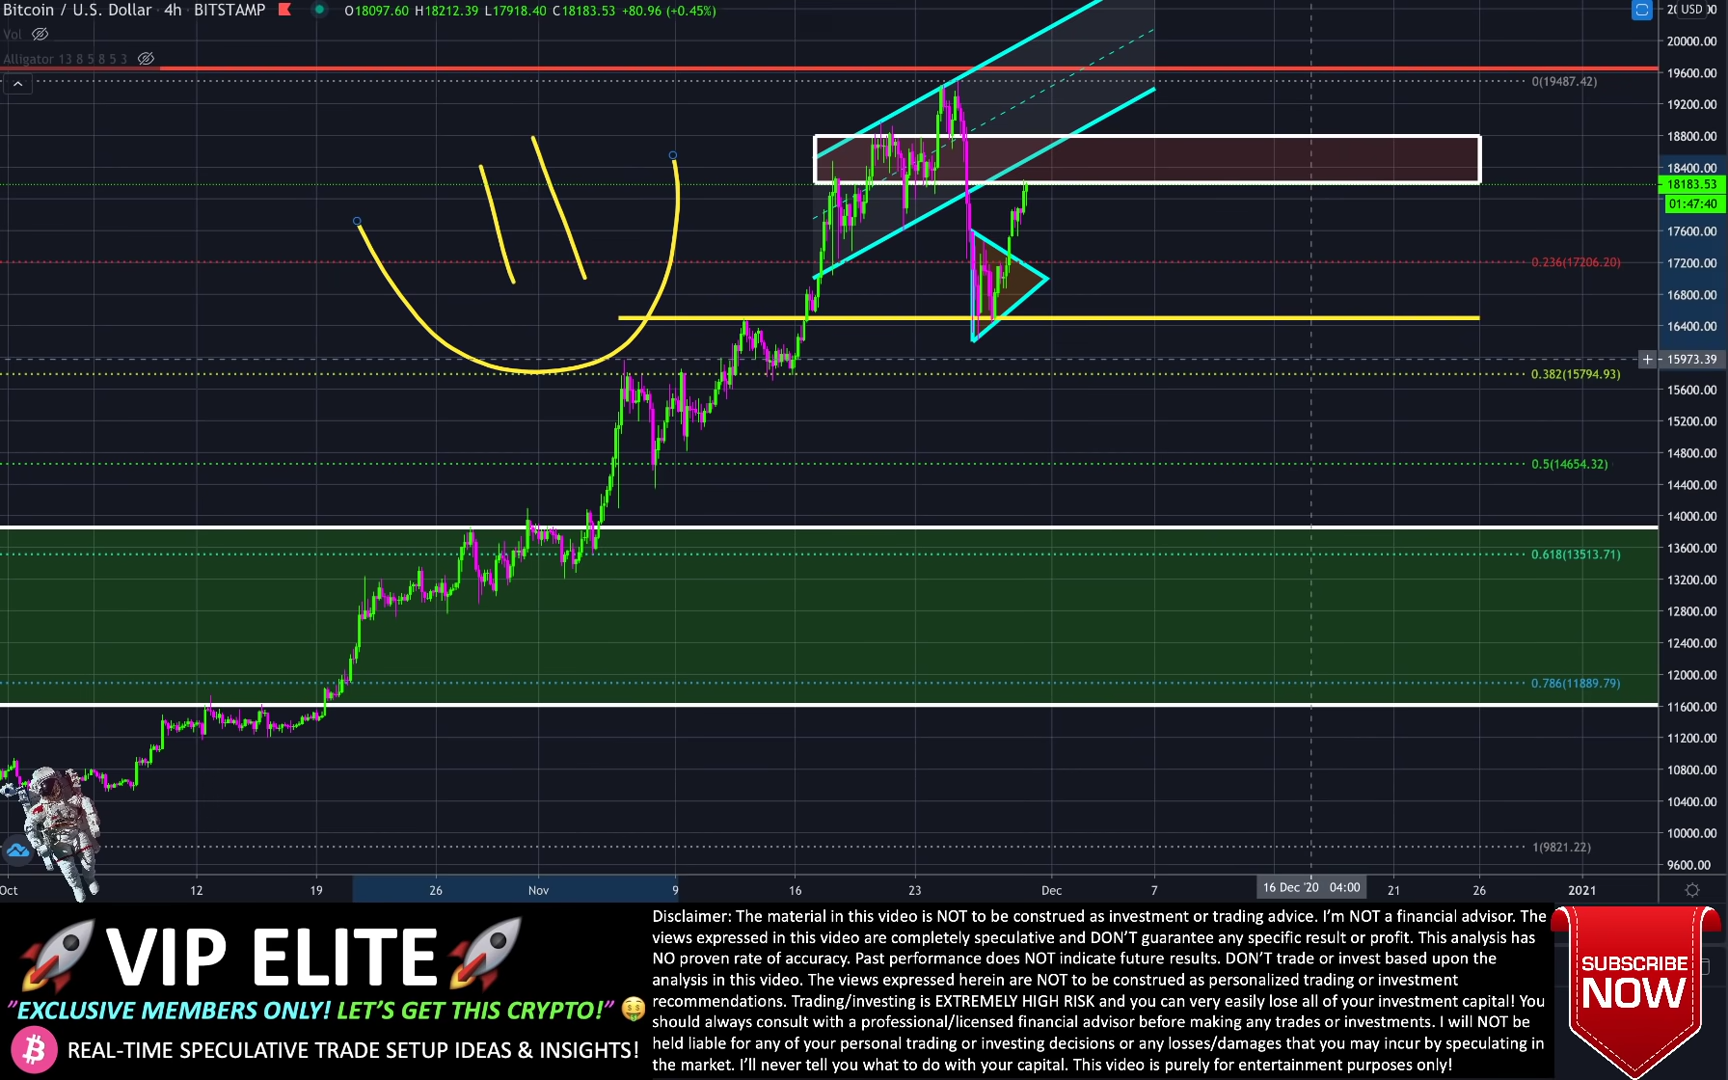 Bitcoin / U.S. Dollar 4h BITSTAMP O18097.60 H18212.39 L17918.40 C18183.53 +80.96 (+0.45%)
USD
Vol
Alligator 13 8 5 8 5 3
20000.00
19600.00
0(19487.42)
19200.00
18800.00
18400.00
18183.53
01:47:40
17600.00
0.236(17206.20)
17200.00
16800.00
16400.00
15973.39
0.382(15794.93)
15600.00
15200.00
14800.00
0.5(14654.32)
14400.00
14000.00
13600.00
0.618(13513.71)
13200.00
12800.00
12400.00
12000.00
0.786(11889.79)
11600.00
11200.00
10800.00
10400.00
10000.00
1(9821.22)
9600.00
Oct 12 19 26 Nov 9 16 23 Dec 7 16 Dec '20 04:00 21 26 2021
VIP ELITE
"EXCLUSIVE MEMBERS ONLY! LET'S GET THIS CRYPTO!"
REAL-TIME SPECULATIVE TRADE SETUP IDEAS & INSIGHTS!
Disclaimer: The material in this video is NOT to be construed as investment or trading advice. I'm NOT a financial advisor. The
views expressed in this video are completely speculative and DON'T guarantee any specific result or profit. This analysis has
NO proven rate of accuracy. Past performance does NOT indicate future results. DON'T trade or invest based upon the
analysis in this video. The views expressed herein are NOT to be construed as personalized trading or investment
recommendations. Trading/investing is EXTREMELY HIGH RISK and you can very easily lose all of your investment capital! You
should always consult with a professional/licensed financial advisor before making any trades or investments. I will NOT be
held liable for any of your personal trading or investing decisions or any losses/damages that you may incur by speculating in
the market. I'll never tell you what to do with your capital. This video is purely for entertainment purposes only!
SUBSCRIBE
NOW